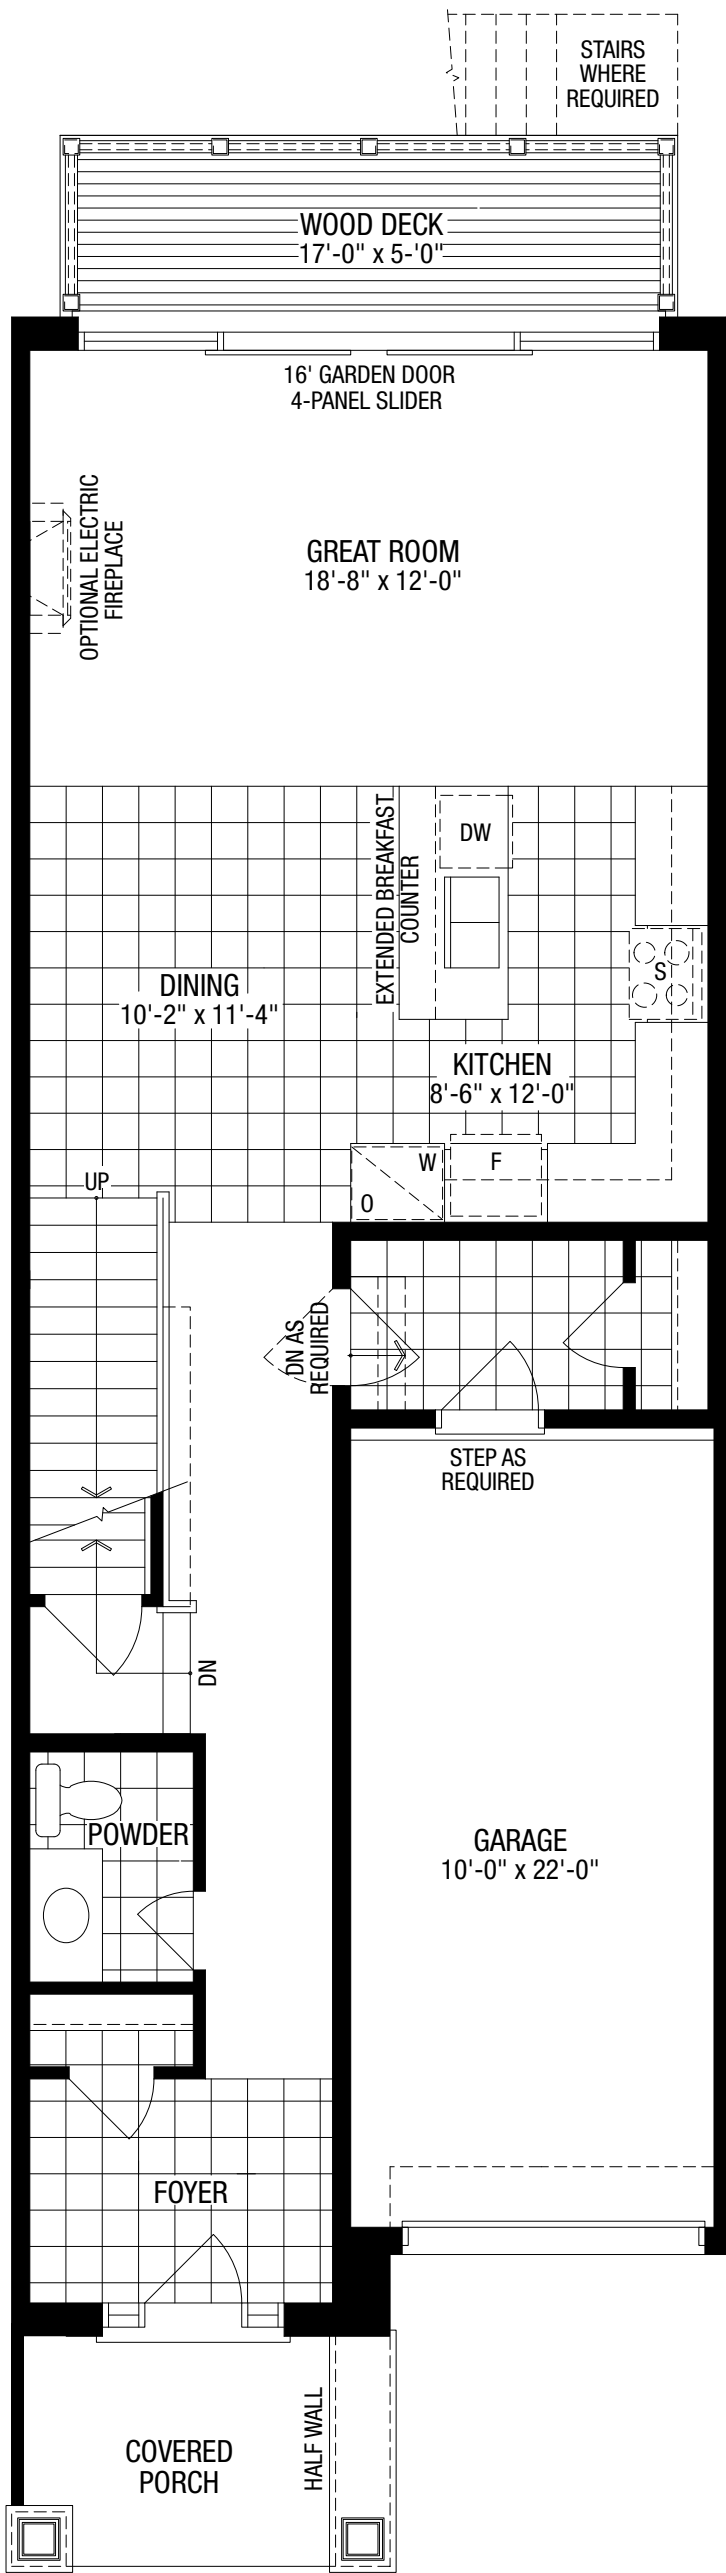 STAIRS
WHERE
REQUIRED
WOOD DECK
17'-0" x 5-'0"
16' GARDEN DOOR
4-PANEL SLIDER
OPTIONAL ELECTRIC
FIREPLACE
GREAT ROOM
18'-8" x 12'-0"
EXTENDED BREAKFAST
COUNTER
DW
S
DINING
10'-2" x 11'-4"
KITCHEN
8'-6" x 12'-0"
W
F
O
UP
DN AS
REQUIRED
STEP AS
REQUIRED
DN
POWDER
GARAGE
10'-0" x 22'-0"
FOYER
HALF WALL
COVERED
PORCH